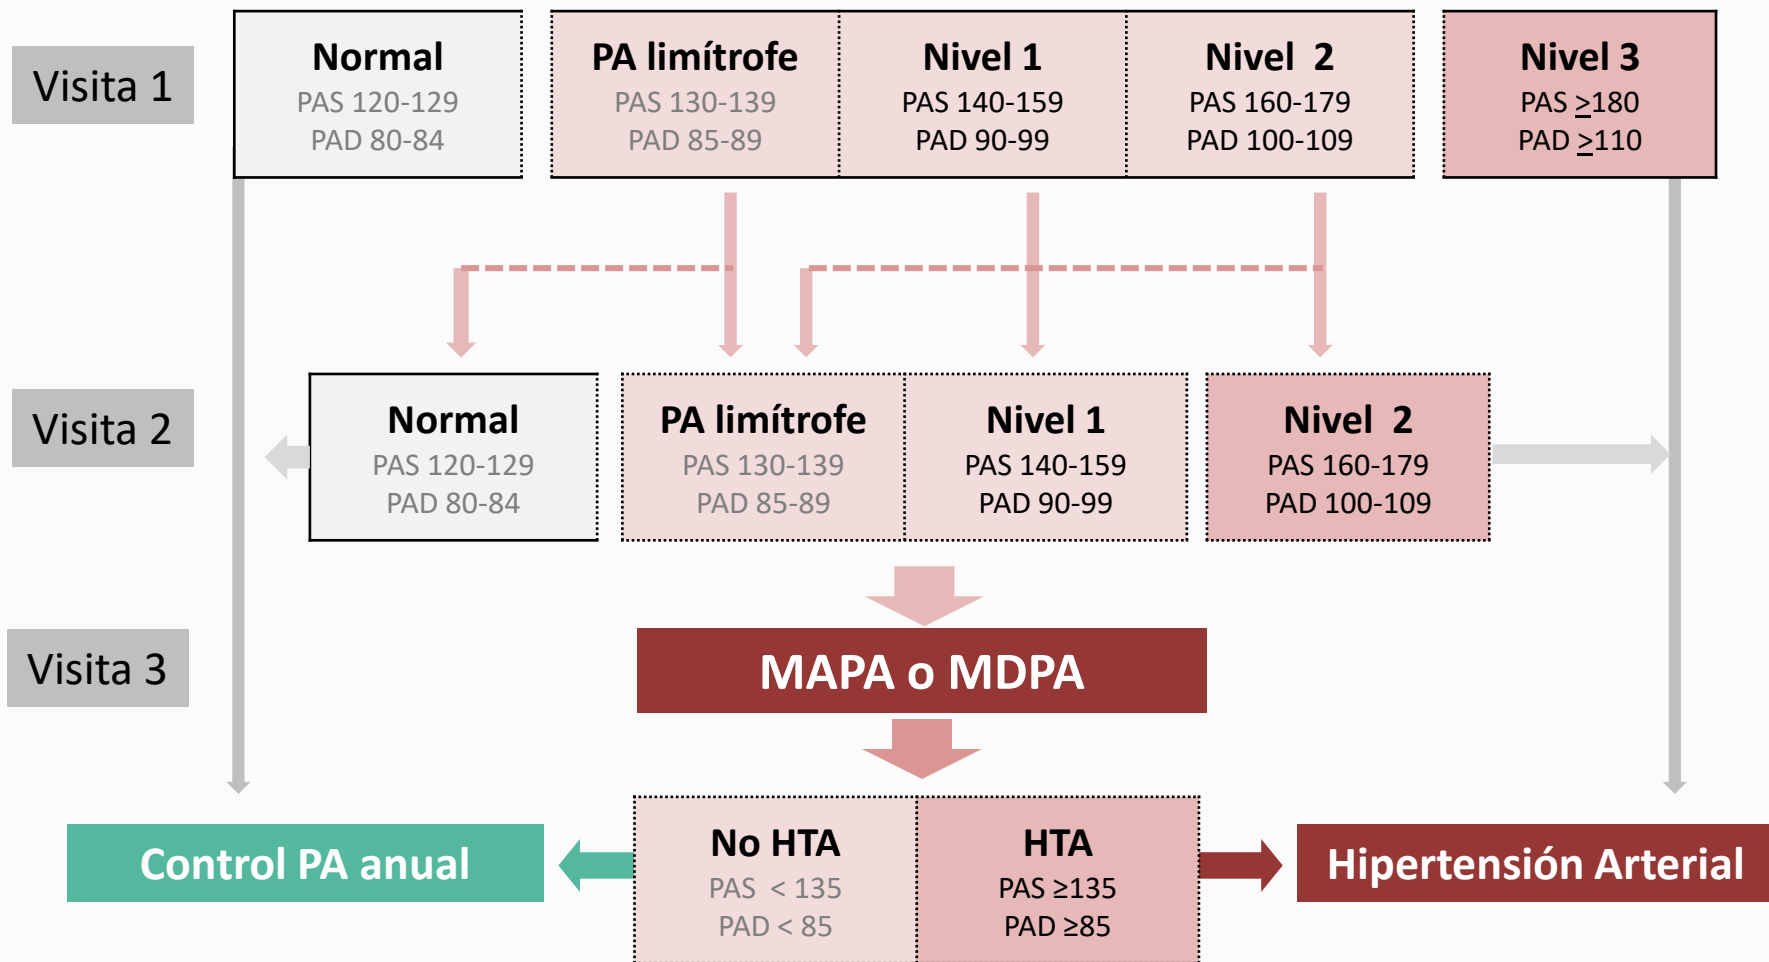 Visita 1
Normal
PAS 120-129
PAD 80-84
PA limítrofe
PAS 130-139
PAD 85-89
Nivel 1
PAS 140-159
PAD 90-99
Nivel 2
PAS 160-179
PAD 100-109
Nivel 3
PAS ≥180
PAD ≥110
Visita 2
Normal
PAS 120-129
PAD 80-84
PA limítrofe
PAS 130-139
PAD 85-89
Nivel 1
PAS 140-159
PAD 90-99
Nivel 2
PAS 160-179
PAD 100-109
Visita 3
MAPA o MDPA
Control PA anual
No HTA
PAS < 135
PAD < 85
HTA
PAS ≥135
PAD ≥85
Hipertensión Arterial